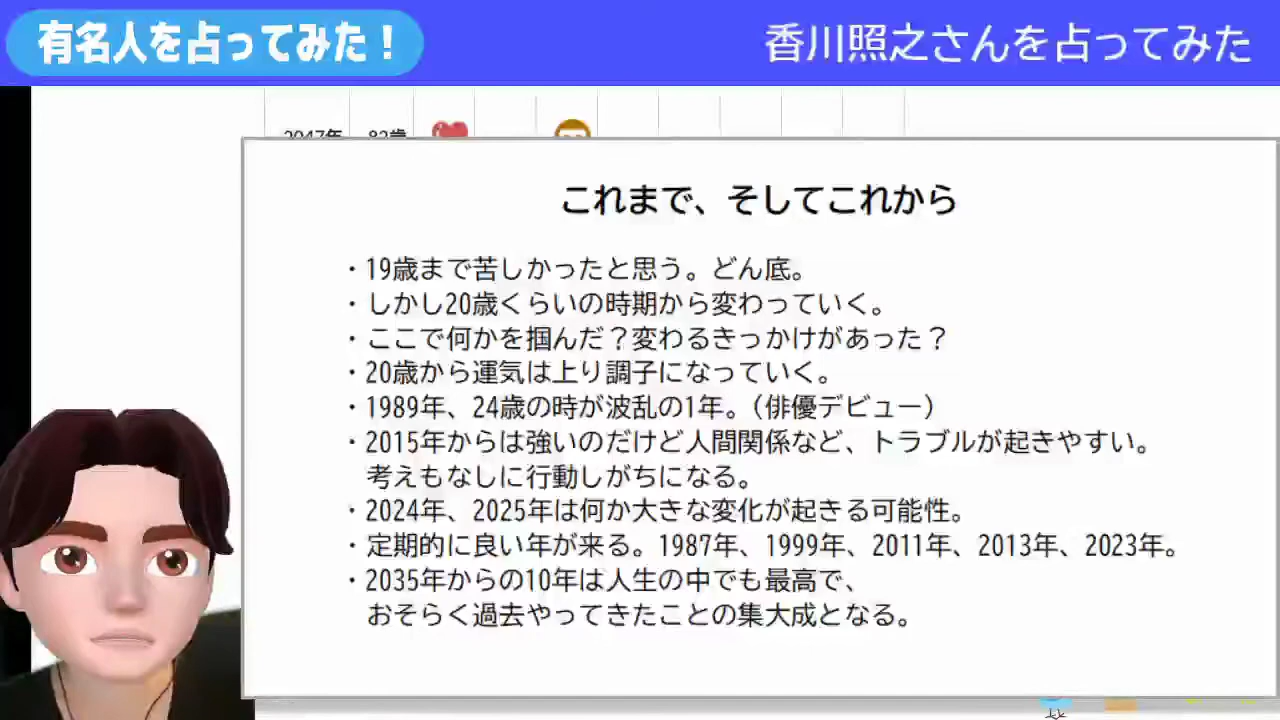 有名人を占ってみた！
香川照之さんを占ってみた
2047年 82歳
これまで、そしてこれから
・19歳まで苦しかったと思う。どん底。
・しかし20歳くらいの時期から変わっていく。
・ここで何かを掴んだ？変わるきっかけがあった？
・20歳から運気は上り調子になっていく。
・1989年、24歳の時が波乱の1年。（俳優デビュー）
・2015年からは強いのだけど人間関係など、トラブルが起きやすい。
考えもなしに行動しがちになる。
・2024年、2025年は何か大きな変化が起きる可能性。
・定期的に良い年が来る。1987年、1999年、2011年、2013年、2023年。
・2035年からの10年は人生の中でも最高で、
おそらく過去やってきたことの集大成となる。